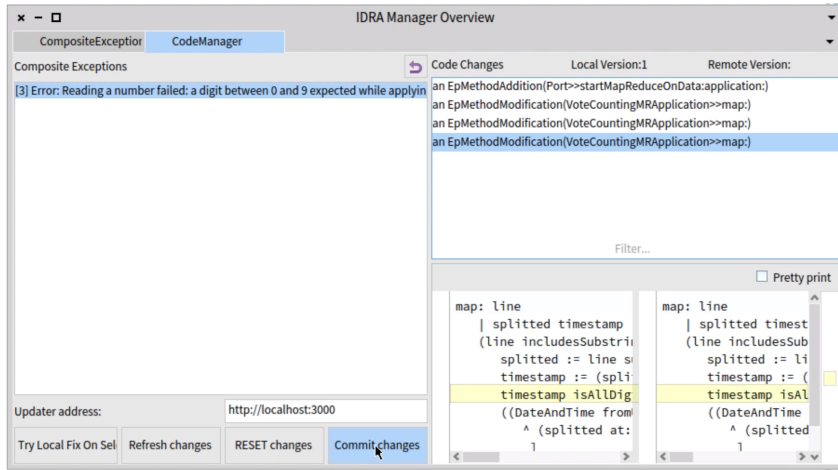 IDRA Manager Overview
CompositeException
CodeManager
Composite Exceptions
[3] Error: Reading a number failed: a digit between 0 and 9 expected while applyin
Updater address:
http://localhost:3000
Try Local Fix On Sel
Refresh changes
RESET changes
Commit changes
Code Changes
Local Version:1
Remote Version:
an EpMethodAddition(Port>>startMapReduceOnData:application:)
an EpMethodModification(VoteCountingMRApplication>>map:)
an EpMethodModification(VoteCountingMRApplication>>map:)
an EpMethodModification(VoteCountingMRApplication>>map:)
Filter...
Pretty print
map: line
| splitted timestamp
(line includesSubstrin
splitted := line su
timestamp := (split
timestamp isAllDig
((DateAndTime from
^ (splitted at:
]
map: line
| splitted timest
(line includesSub
splitted := li
timestamp := (
timestamp isAl
((DateAndTime
^ (splitted
]